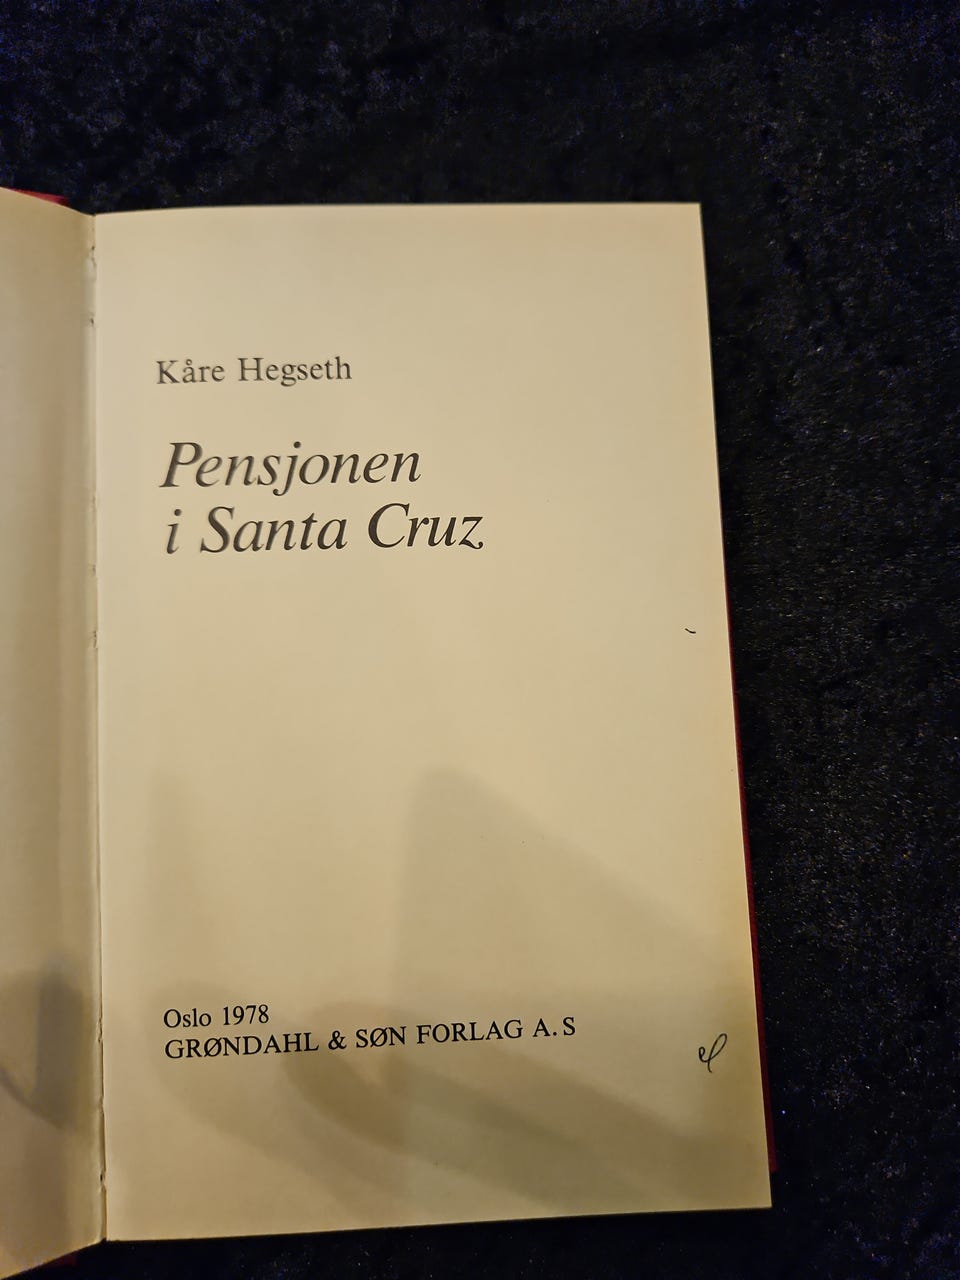 Kåre Hegseth
Pensjonen
i Santa Cruz
Oslo 1978
GRØNDAHL & SØN FORLAG A.S